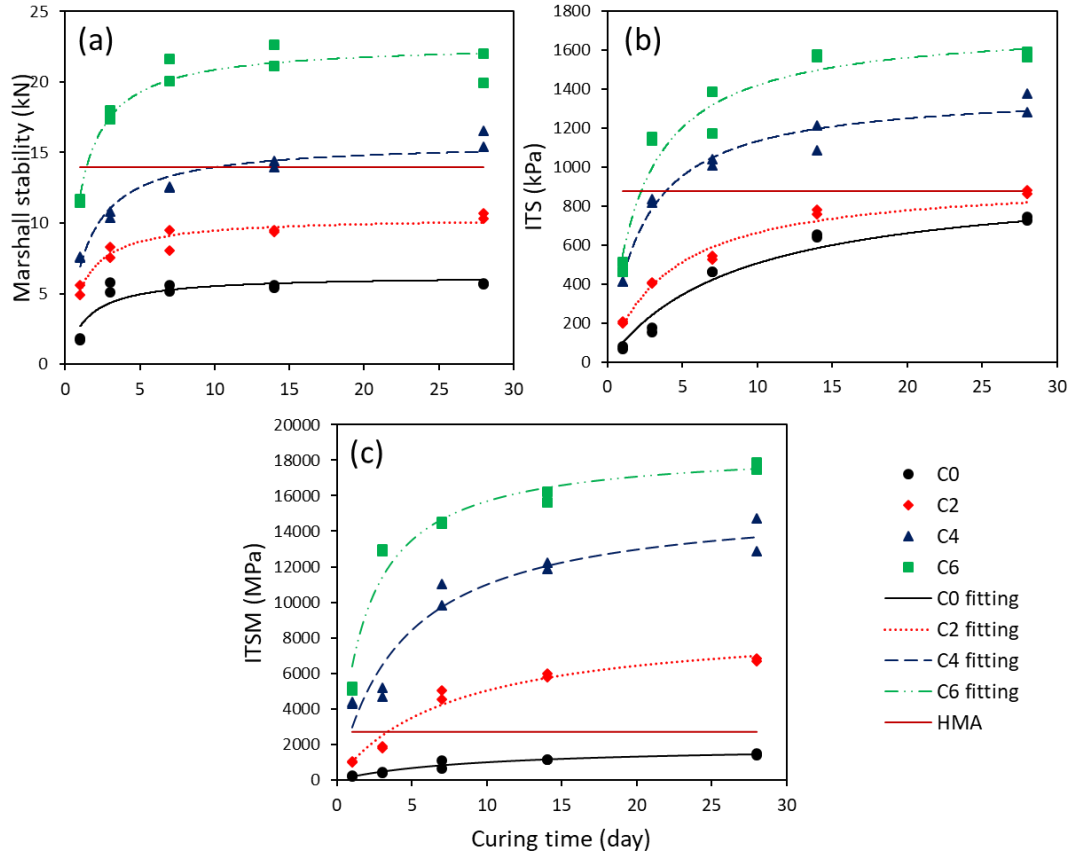 (a)
Marshall stability (kN)
25
20
15
10
5
0
0 5 10 15 20 25 30
(b)
ITS (kPa)
1800
1600
1400
1200
1000
800
600
400
200
0
0 5 10 15 20 25 30
(c)
ITSM (MPa)
20000
18000
16000
14000
12000
10000
8000
6000
4000
2000
0
0 5 10 15 20 25 30
Curing time (day)
C0
C2
C4
C6
C0 fitting
C2 fitting
C4 fitting
C6 fitting
HMA